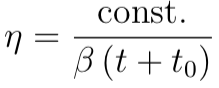 η = const. / β (t + t₀)